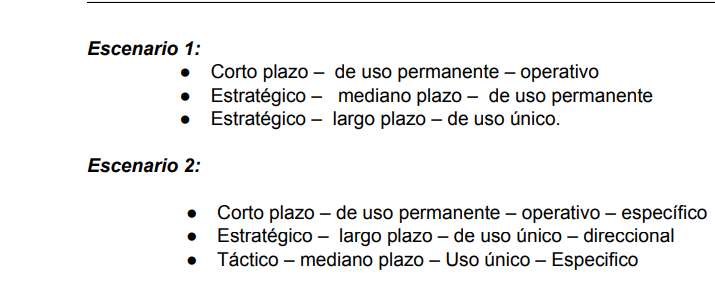 Escenario 1:
● Corto plazo – de uso permanente – operativo
● Estratégico – mediano plazo – de uso permanente
● Estratégico – largo plazo – de uso único.
Escenario 2:
● Corto plazo – de uso permanente – operativo – específico
● Estratégico – largo plazo – de uso único – direccional
● Táctico – mediano plazo – Uso único – Especifico